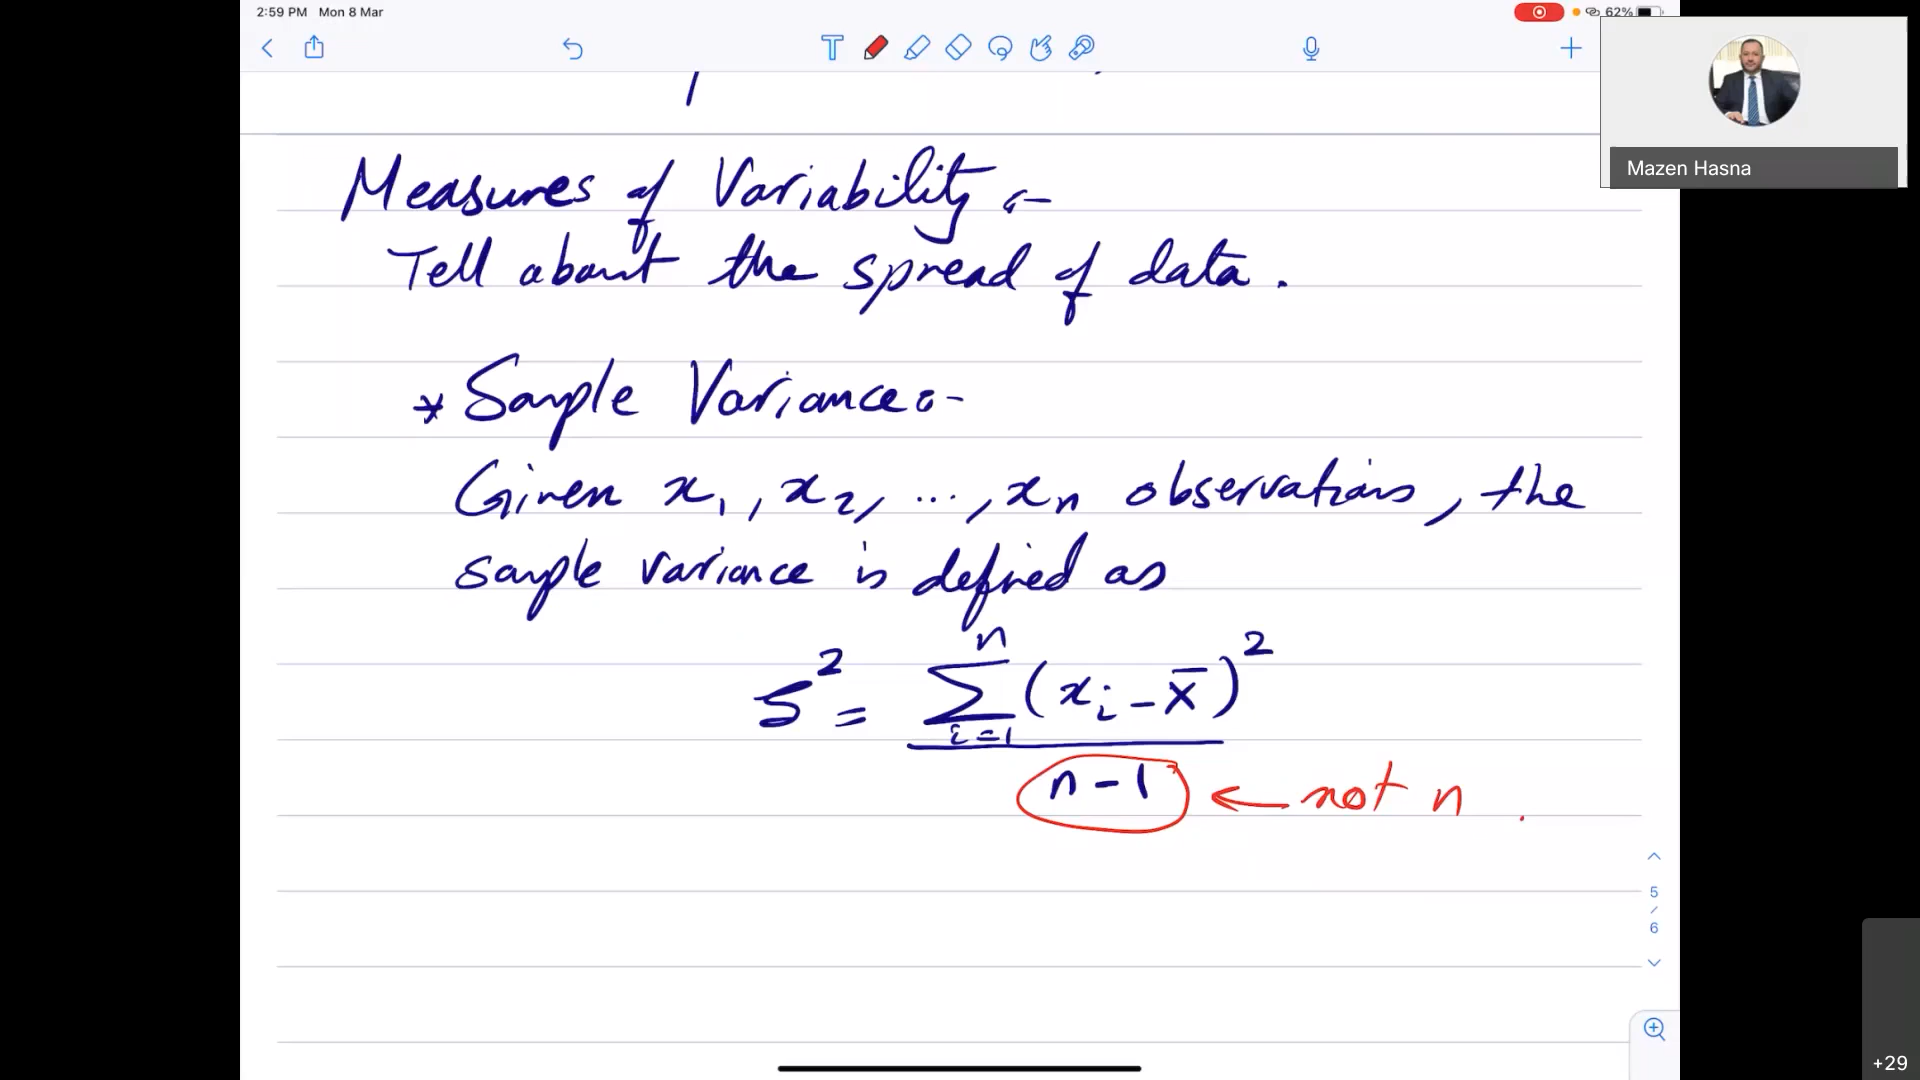 2:59 PM Mon 8 Mar
62%
Mazen Hasna
Measures of Variability :-
Tell about the spread of data.
* Sample Variance :-
Given x₁, x₂, ..., xₙ observations, the
sample variance is defined as
n
S² = Σ (xᵢ - x̄)²
i=1
n-1 ← not n.
5
/
6
+29